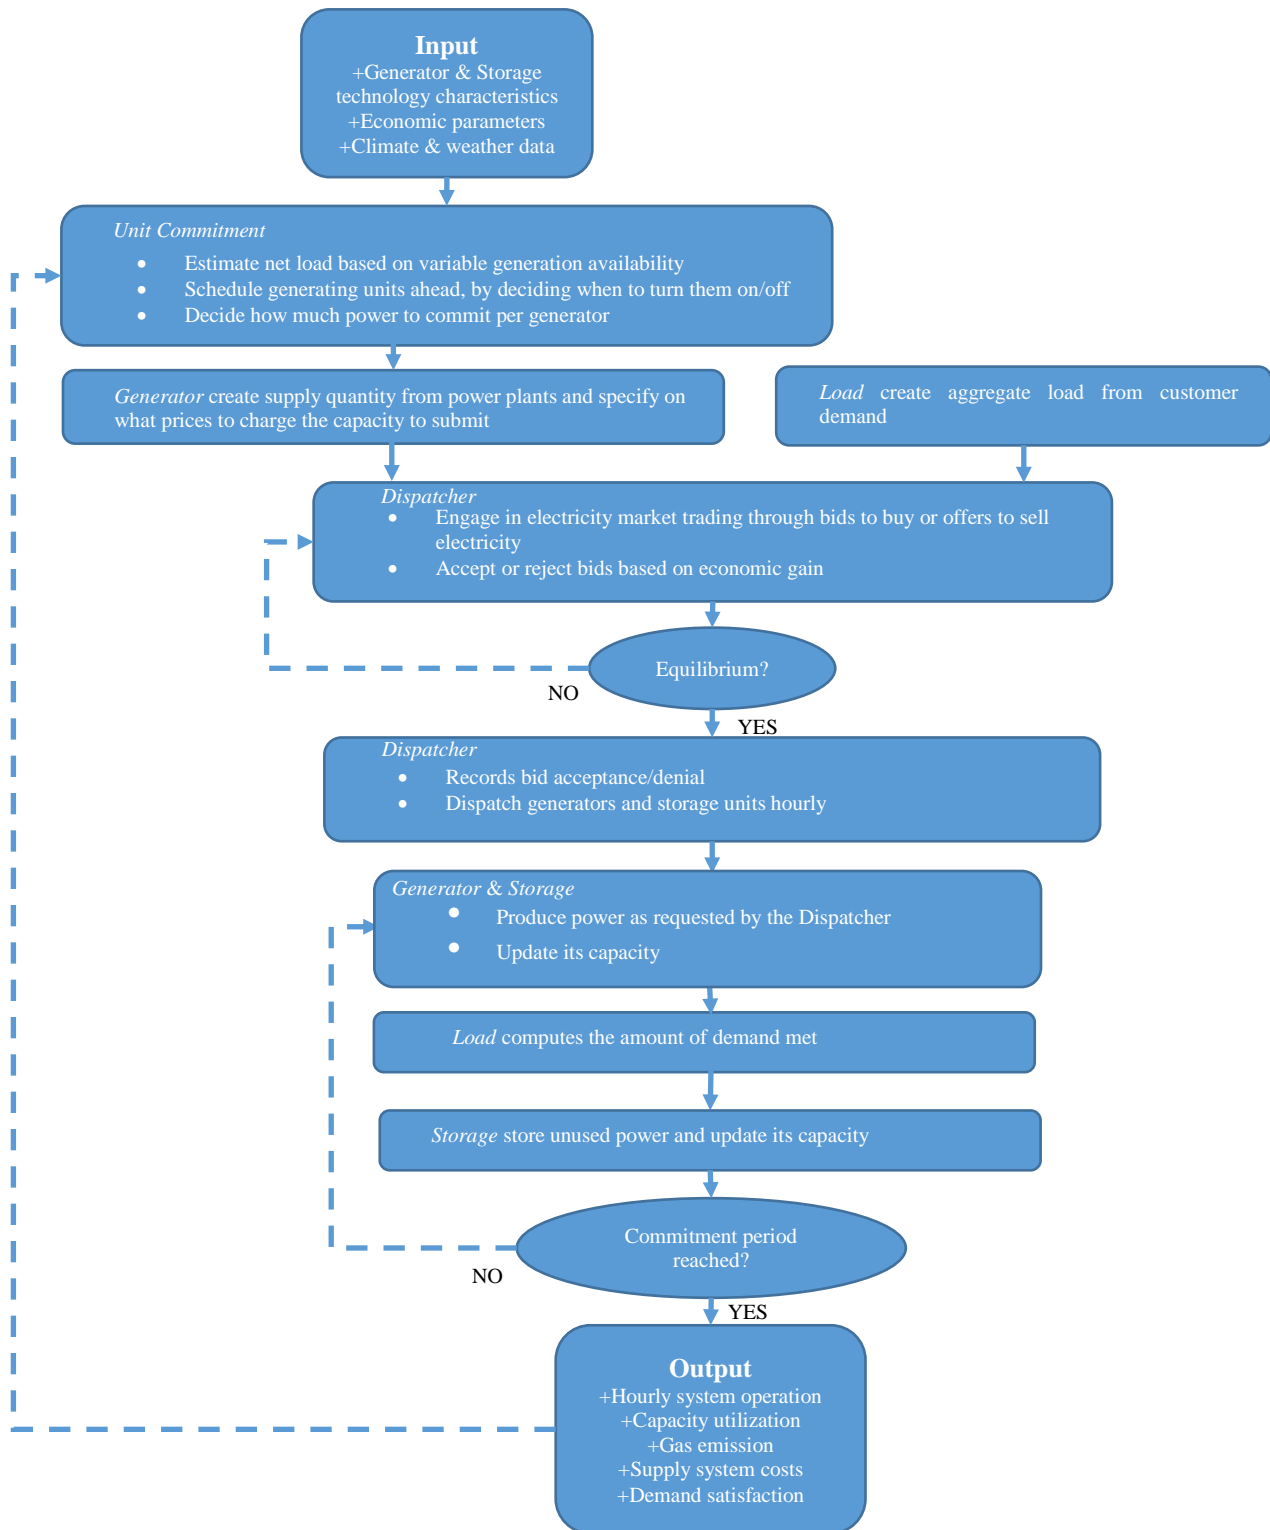 Input
+Generator & Storage
technology characteristics
+Economic parameters
+Climate & weather data
Unit Commitment
• Estimate net load based on variable generation availability
• Schedule generating units ahead, by deciding when to turn them on/off
• Decide how much power to commit per generator
Generator create supply quantity from power plants and specify on
what prices to charge the capacity to submit
Load create aggregate load from customer
demand
Dispatcher
• Engage in electricity market trading through bids to buy or offers to sell
electricity
• Accept or reject bids based on economic gain
Equilibrium?
NO
YES
Dispatcher
• Records bid acceptance/denial
• Dispatch generators and storage units hourly
Generator & Storage
• Produce power as requested by the Dispatcher
• Update its capacity
Load computes the amount of demand met
Storage store unused power and update its capacity
Commitment period
reached?
NO
YES
Output
+Hourly system operation
+Capacity utilization
+Gas emission
+Supply system costs
+Demand satisfaction